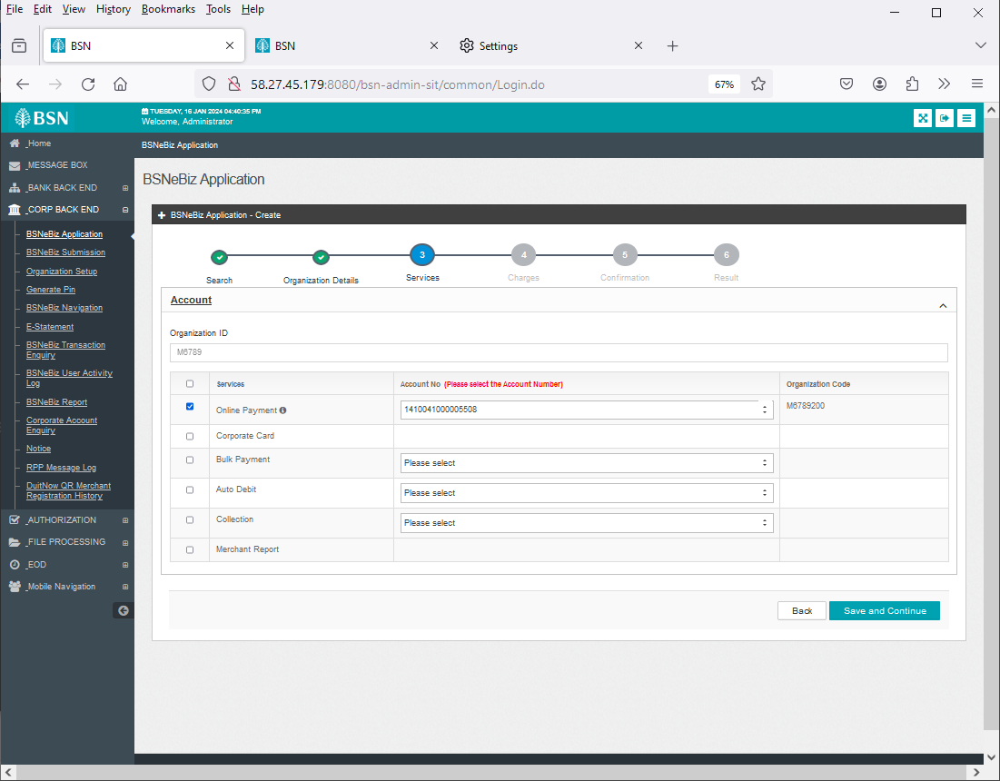 File Edit View History Bookmarks Tools Help
BSN
BSN
Settings
58.27.45.179:8080/bsn-admin-sit/common/Login.do
67%
BSN
TUESDAY, 16 JAN 2024 04:40:35 PM
Welcome, Administrator
BSNeBiz Application
_Home
_MESSAGE BOX
_BANK BACK END
_CORP BACK END
BSNeBiz Application
BSNeBiz Submission
Organization Setup
Generate Pin
BSNeBiz Navigation
E-Statement
BSNeBiz Transaction
Enquiry
BSNeBiz User Activity
Log
BSNeBiz Report
Corporate Account
Enquiry
Notice
RPP Message Log
DuitNow QR Merchant
Registration History
_AUTHORIZATION
_FILE PROCESSING
_EOD
_Mobile Navigation
BSNeBiz Application
BSNeBiz Application - Create
3 4 5 6
Search Organization Details Services Charges Confirmation Result
Account
Organization ID
M6789
Services Account No (Please select the Account Number) Organization Code
Online Payment 1410041000005508 M6789200
Corporate Card
Bulk Payment Please select
Auto Debit Please select
Collection Please select
Merchant Report
Back Save and Continue